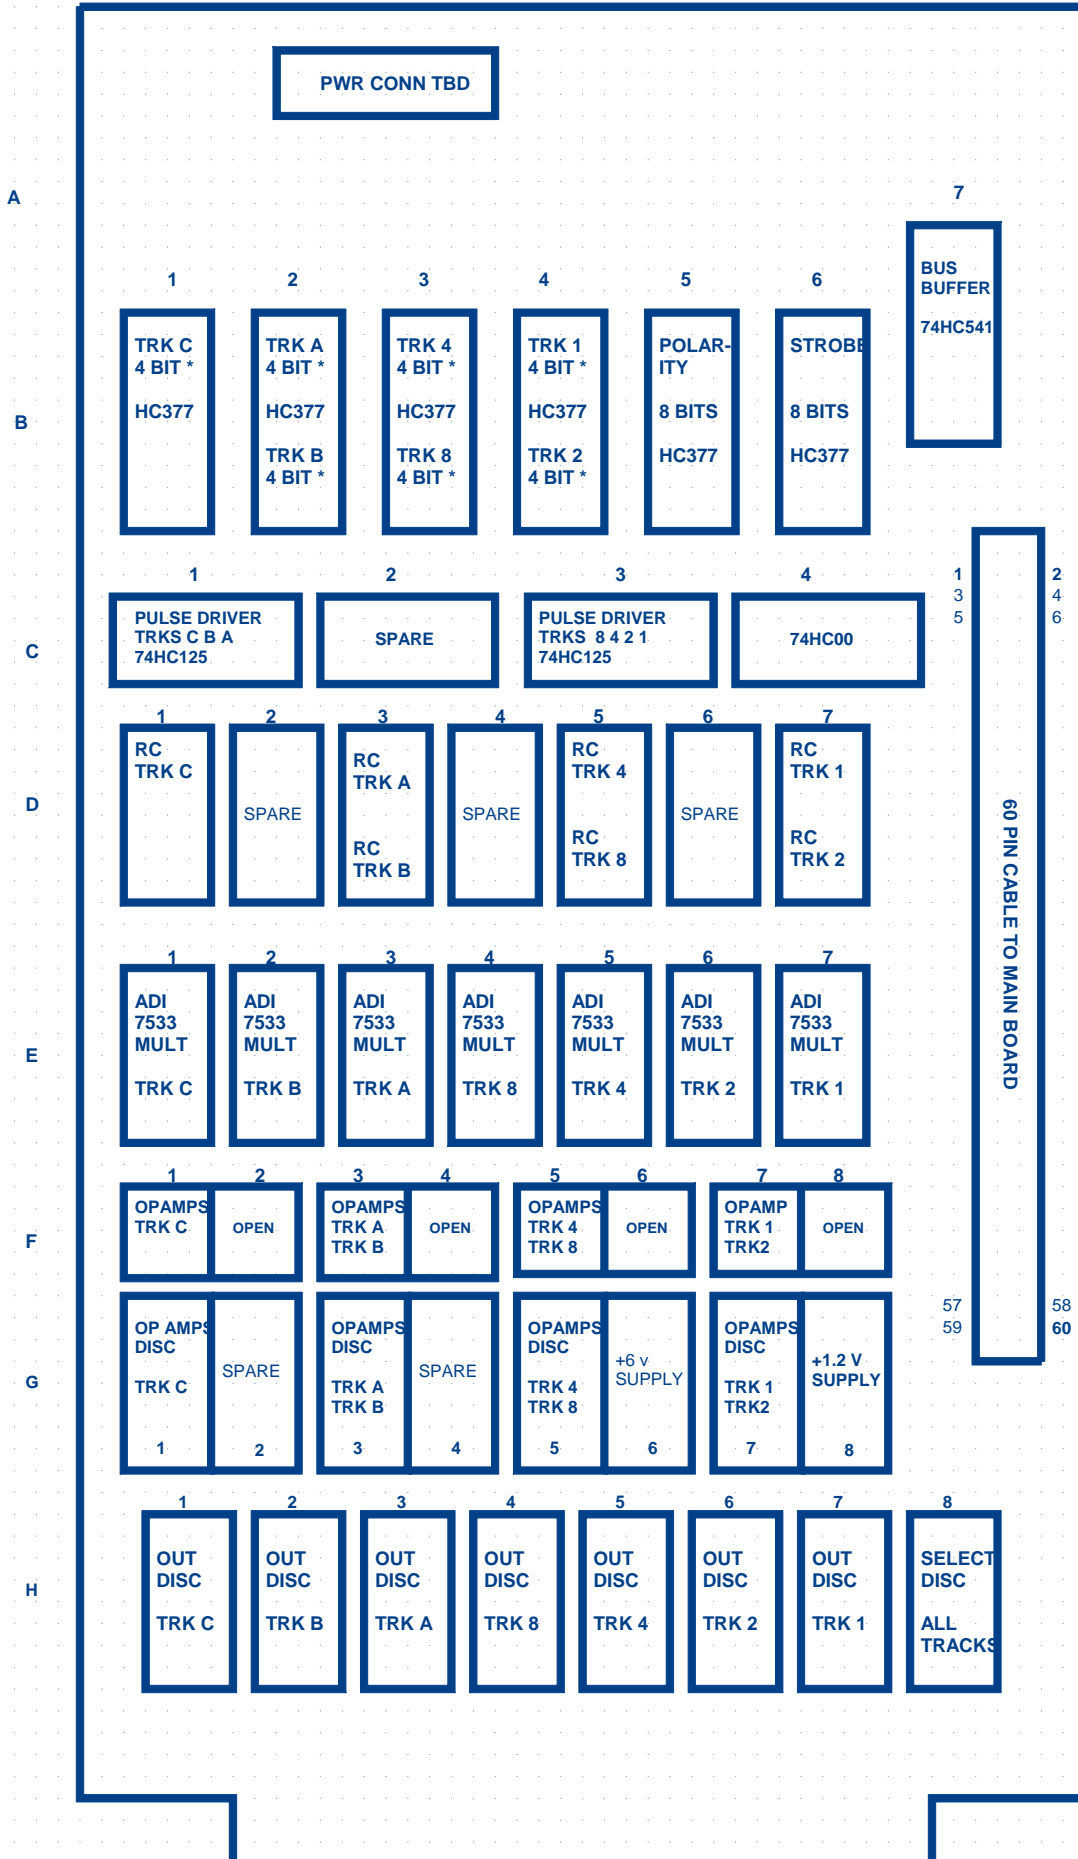 PWR CONN TBD
A
7
BUS
BUFFER
74HC541
1 2 3 4 5 6
B
TRK C
4 BIT *
HC377
TRK A
4 BIT *
HC377
TRK B
4 BIT *
TRK 4
4 BIT *
HC377
TRK 8
4 BIT *
TRK 1
4 BIT *
HC377
TRK 2
4 BIT *
POLAR-
ITY
8 BITS
HC377
STROBE
8 BITS
HC377
1 2 3 4
C
PULSE DRIVER
TRKS C B A
74HC125
SPARE
PULSE DRIVER
TRKS 8 4 2 1
74HC125
74HC00
1 2
3 4
5 6
60 PIN CABLE TO MAIN BOARD
57 58
59 60
1 2 3 4 5 6 7
D
RC
TRK C
SPARE
RC
TRK A
RC
TRK B
SPARE
RC
TRK 4
RC
TRK 8
SPARE
RC
TRK 1
RC
TRK 2
1 2 3 4 5 6 7
E
ADI
7533
MULT
TRK C
ADI
7533
MULT
TRK B
ADI
7533
MULT
TRK A
ADI
7533
MULT
TRK 8
ADI
7533
MULT
TRK 4
ADI
7533
MULT
TRK 2
ADI
7533
MULT
TRK 1
1 2 3 4 5 6 7 8
F
OPAMPS
TRK C
OPEN
OPAMPS
TRK A
TRK B
OPEN
OPAMPS
TRK 4
TRK 8
OPEN
OPAMP
TRK 1
TRK2
OPEN
G
OP AMPS
DISC
TRK C
1
SPARE
2
OPAMPS
DISC
TRK A
TRK B
3
SPARE
4
OPAMPS
DISC
TRK 4
TRK 8
5
+6 v
SUPPLY
6
OPAMPS
DISC
TRK 1
TRK2
7
+1.2 V
SUPPLY
8
1 2 3 4 5 6 7 8
H
OUT
DISC
TRK C
OUT
DISC
TRK B
OUT
DISC
TRK A
OUT
DISC
TRK 8
OUT
DISC
TRK 4
OUT
DISC
TRK 2
OUT
DISC
TRK 1
SELECT
DISC
ALL
TRACKS